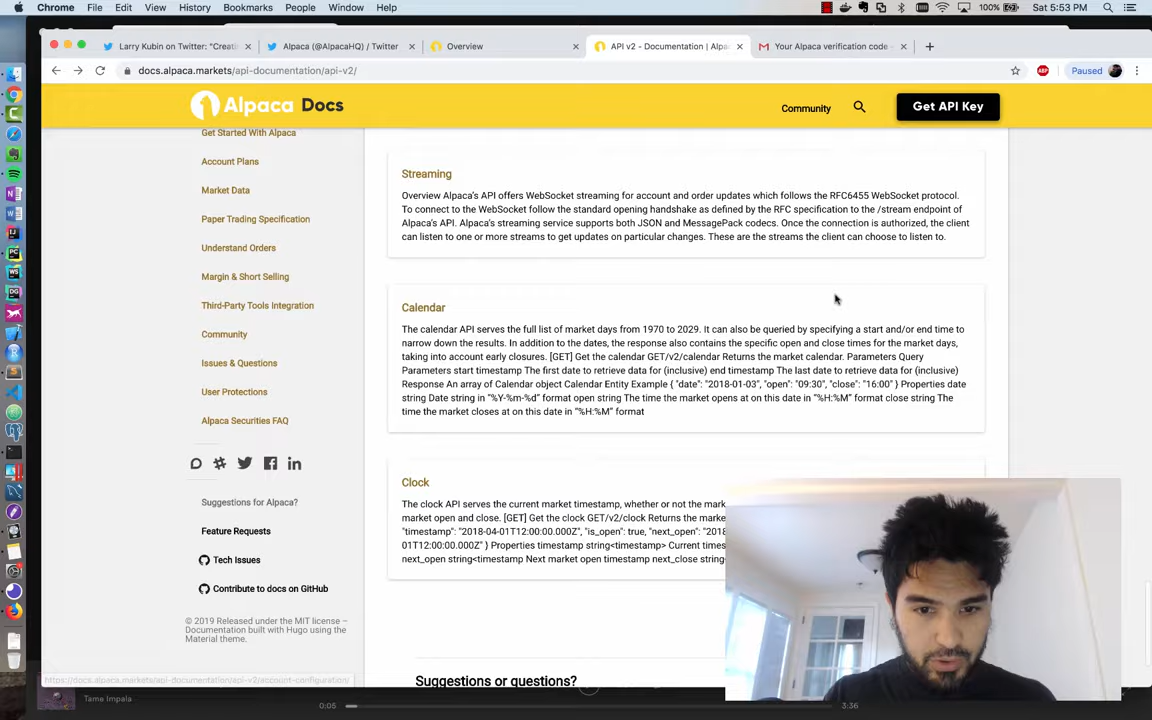 Chrome File Edit View History Bookmarks People Window Help 100% Sat 5:53 PM
Larry Kubin on Twitter: "Creati × Alpaca (@AlpacaHQ) / Twitter × Overview × API v2 - Documentation | Alpa × Your Alpaca verification code - ×
docs.alpaca.markets/api-documentation/api-v2/ ABP Paused
Alpaca Docs Community Get API Key
Get Started With Alpaca
Account Plans
Market Data
Paper Trading Specification
Understand Orders
Margin & Short Selling
Third-Party Tools Integration
Community
Issues & Questions
User Protections
Alpaca Securities FAQ
Suggestions for Alpaca?
Feature Requests
Tech Issues
Contribute to docs on GitHub
© 2019 Released under the MIT license –
Documentation built with Hugo using the
Material theme.
Streaming
Overview Alpaca's API offers WebSocket streaming for account and order updates which follows the RFC6455 WebSocket protocol.
To connect to the WebSocket follow the standard opening handshake as defined by the RFC specification to the /stream endpoint of
Alpaca's API. Alpaca's streaming service supports both JSON and MessagePack codecs. Once the connection is authorized, the client
can listen to one or more streams to get updates on particular changes. These are the streams the client can choose to listen to.
Calendar
The calendar API serves the full list of market days from 1970 to 2029. It can also be queried by specifying a start and/or end time to
narrow down the results. In addition to the dates, the response also contains the specific open and close times for the market days,
taking into account early closures. [GET] Get the calendar GET/v2/calendar Returns the market calendar. Parameters Query
Parameters start timestamp The first date to retrieve data for (inclusive) end timestamp The last date to retrieve data for (inclusive)
Response An array of Calendar object Calendar Entity Example { "date": "2018-01-03", "open": "09:30", "close": "16:00" } Properties date
string Date string in "%Y-%m-%d" format open string The time the market opens at on this date in "%H:%M" format close string The
time the market closes at on this date in "%H:%M" format
Clock
The clock API serves the current market timestamp, whether or not the mark
market open and close. [GET] Get the clock GET/v2/clock Returns the marke
"timestamp": "2018-04-01T12:00:00.000Z", "is_open": true, "next_open": "2018
01T12:00:00.000Z" } Properties timestamp string<timestamp> Current times
next_open string<timestamp Next market open timestamp next_close string<
Suggestions or questions?
https://docs.alpaca.markets/api-documentation/api-v2/account-configuration/
Tame Impala
0:05 3:36